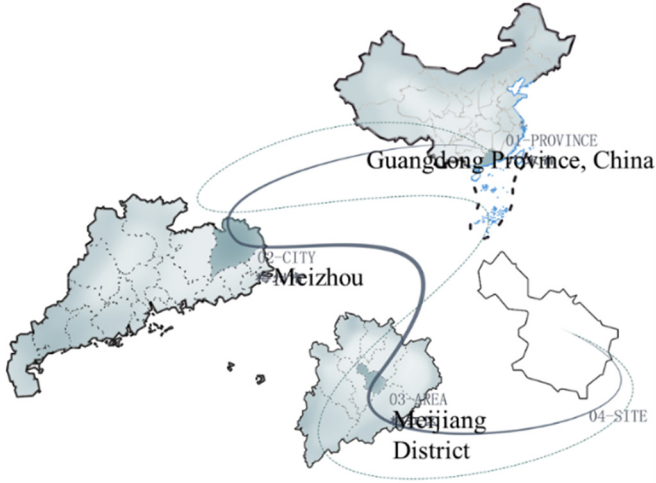 01-PROVINCE
Guangdong Province, China
02-CITY
Meizhou
03-AREA
Meijiang
District
04-SITE